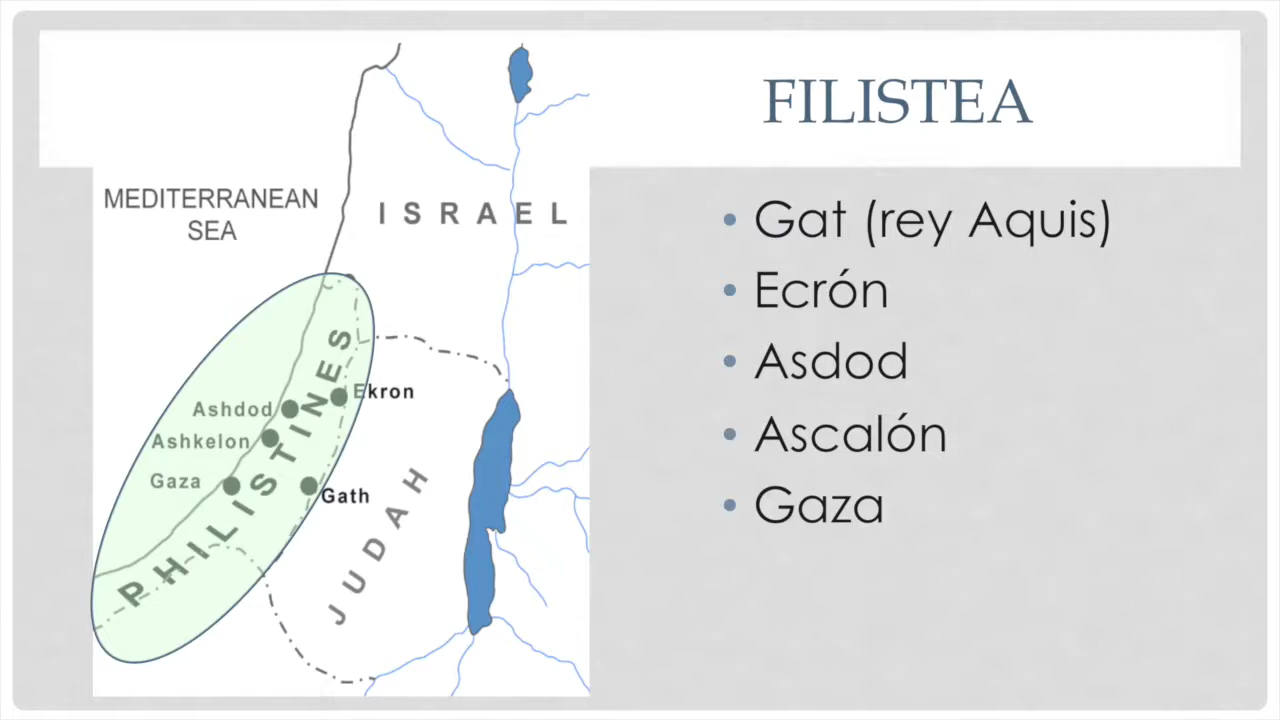 FILISTEA
MEDITERRANEAN
SEA
ISRAEL
PHILISTINES
Ashdod
Ekron
Ashkelon
Gaza
Gath
JUDAH
• Gat (rey Aquis)
• Ecrón
• Asdod
• Ascalón
• Gaza